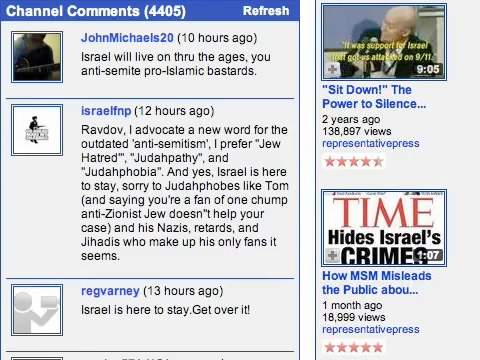 Channel Comments (4405) Refresh
JohnMichaels20 (10 hours ago)
Israel will live on thru the ages, you
anti-semite pro-Islamic bastards.
israelfnp (12 hours ago)
Ravdov, I advocate a new word for the
outdated 'anti-semitism', I prefer "Jew
Hatred"', "Judahpathy", and
"Judahphobia". And yes, Israel is here
to stay, sorry to Judahphobes like Tom
(and saying you're a fan of one chump
anti-Zionist Jew doesn"t help your
case) and his Nazis, retards, and
Jihadis who make up his only fans it
seems.
regvarney (13 hours ago)
Israel is here to stay.Get over it!
"It was support for Israel
that got us attacked on 9/11."
9:05
"Sit Down!" The
Power to Silence...
2 years ago
138,897 views
representativepress
TIME
Hides Israel's
CRIMES
1:07
How MSM Misleads
the Public abou...
1 month ago
18,999 views
representativepress